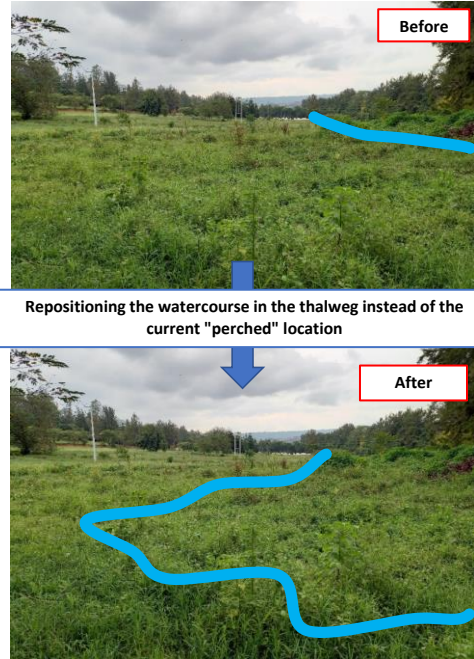 Before
Repositioning the watercourse in the thalweg instead of the
current "perched" location
After